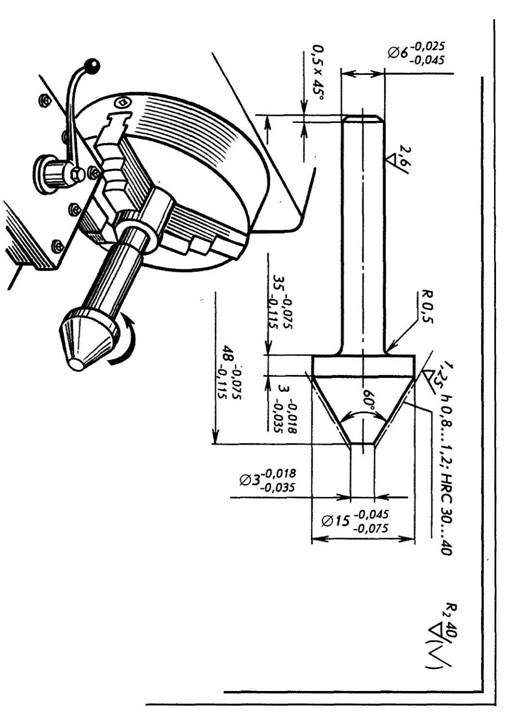 Ø6 -0,025
-0,045
0,5 × 45°
2,6
R 0,5
35 -0,075
-0,115
48 -0,075
-0,115
3 -0,018
-0,035
60°
1,25
h 0,8...1,2; HRC 30...40
Ø3 -0,018
-0,035
Ø15 -0,045
-0,075
Rz 40
(√)